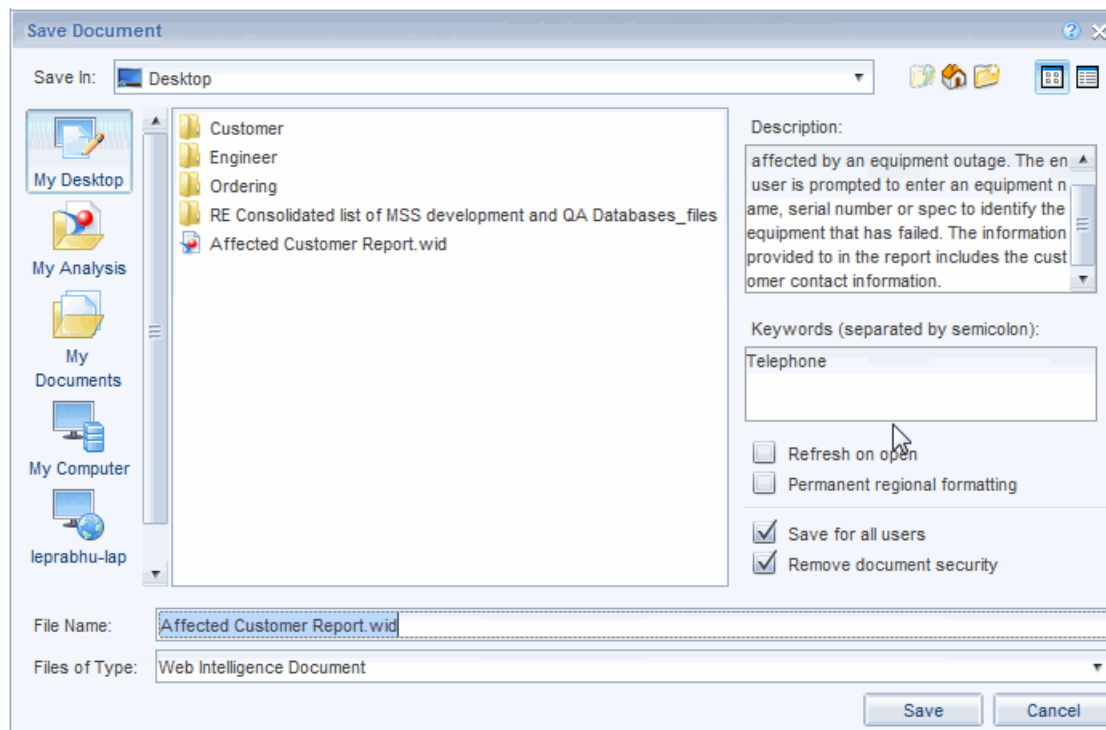 Save Document
Save In:
Desktop
My Desktop
My Analysis
My
Documents
My Computer
leprabhu-lap
Customer
Engineer
Ordering
RE Consolidated list of MSS development and QA Databases_files
Affected Customer Report.wid
Description:
affected by an equipment outage. The en
user is prompted to enter an equipment n
ame, serial number or spec to identify the
equipment that has failed. The information
provided to in the report includes the cust
omer contact information.
Keywords (separated by semicolon):
Telephone
Refresh on open
Permanent regional formatting
Save for all users
Remove document security
File Name:
Affected Customer Report.wid
Files of Type:
Web Intelligence Document
Save
Cancel